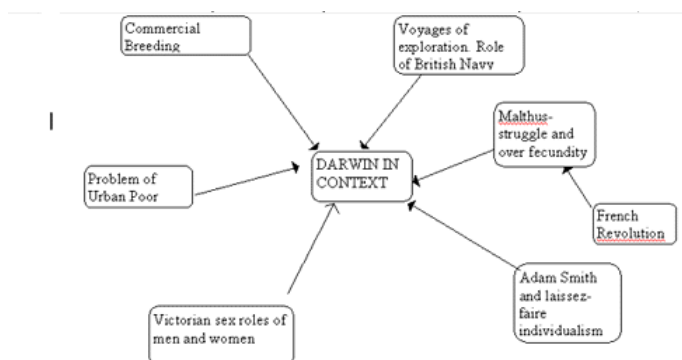 Commercial
Breeding
Voyages of
exploration. Role
of British Navy
Malthus-
struggle and
over fecundity
DARWIN IN
CONTEXT
Problem of
Urban Poor
French
Revolution
Adam Smith
and laissez-
faire
individualism
Victorian sex roles of
men and women